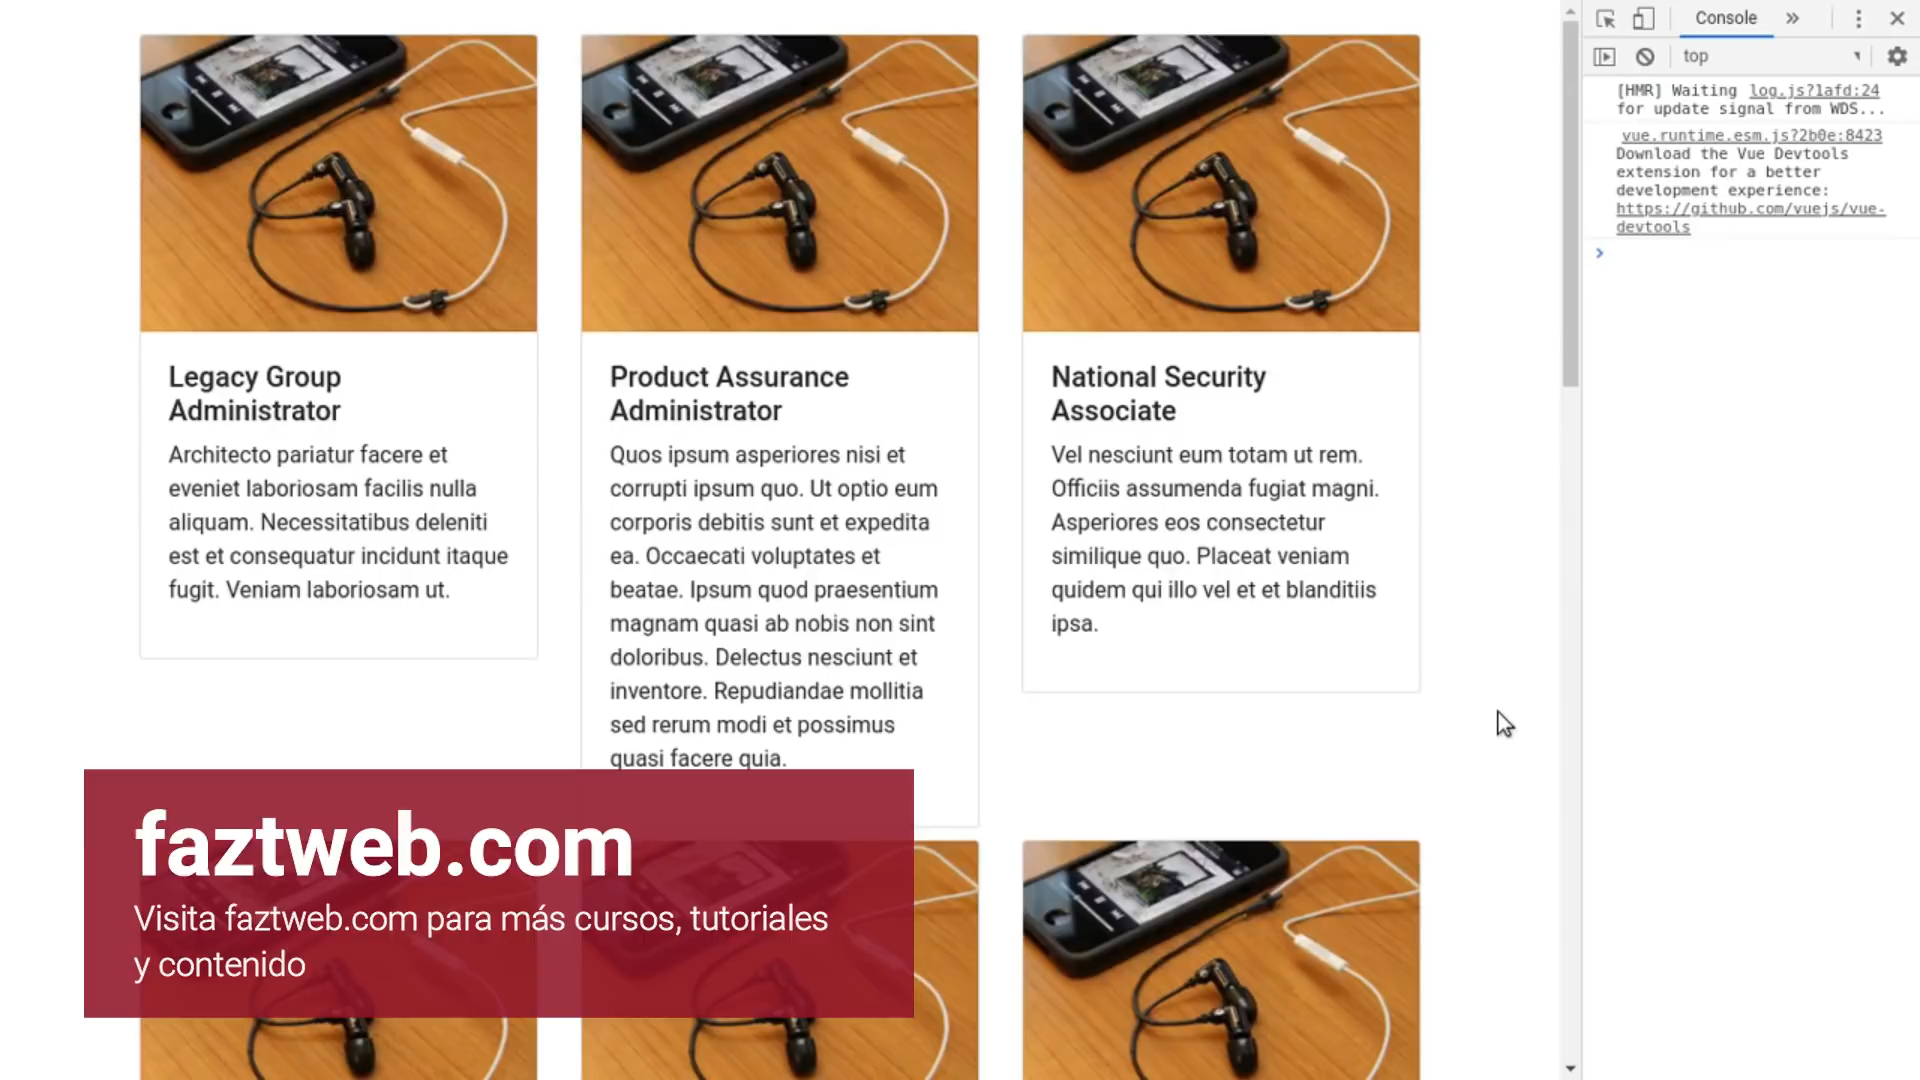 Legacy Group
Administrator
Architecto pariatur facere et
eveniet laboriosam facilis nulla
aliquam. Necessitatibus deleniti
est et consequatur incidunt itaque
fugit. Veniam laboriosam ut.
Product Assurance
Administrator
Quos ipsum asperiores nisi et
corrupti ipsum quo. Ut optio eum
corporis debitis sunt et expedita
ea. Occaecati voluptates et
beatae. Ipsum quod praesentium
magnam quasi ab nobis non sint
doloribus. Delectus nesciunt et
inventore. Repudiandae mollitia
sed rerum modi et possimus
quasi facere quia.
National Security
Associate
Vel nesciunt eum totam ut rem.
Officiis assumenda fugiat magni.
Asperiores eos consectetur
similique quo. Placeat veniam
quidem qui illo vel et et blanditiis
ipsa.
faztweb.com
Visita faztweb.com para más cursos, tutoriales
y contenido
Console
top
[HMR] Waiting log.js?1afd:24
for update signal from WDS...
vue.runtime.esm.js?2b0e:8423
Download the Vue Devtools
extension for a better
development experience:
https://github.com/vuejs/vue-
devtools